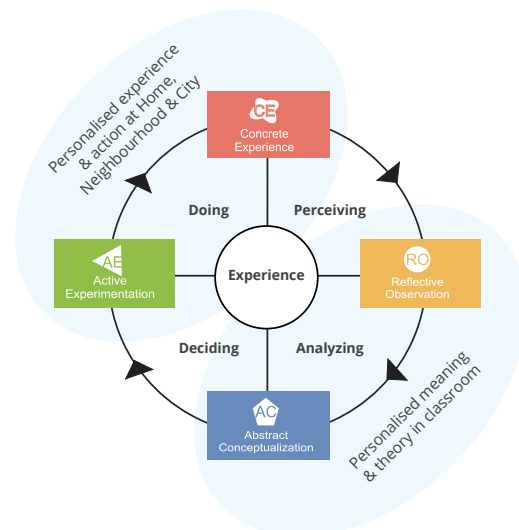 Personalised experience
& action at Home,
Neighbourhood & City
CE
Concrete
Experience
Doing
Perceiving
AE
Active
Experimentation
Experience
RO
Reflective
Observation
Deciding
Analyzing
AC
Abstract
Conceptualization
Personalised meaning
& theory in classroom